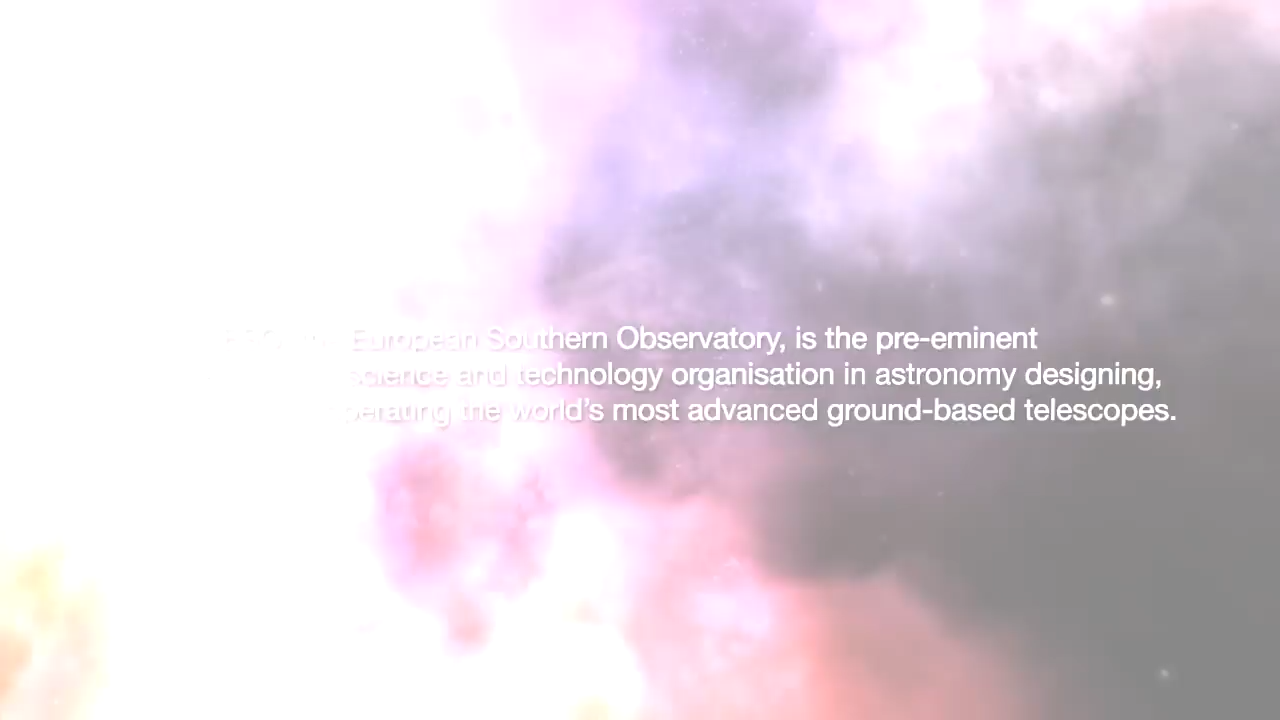 European Southern Observatory, is the pre-eminent
science and technology organisation in astronomy designing,
operating the world's most advanced ground-based telescopes.